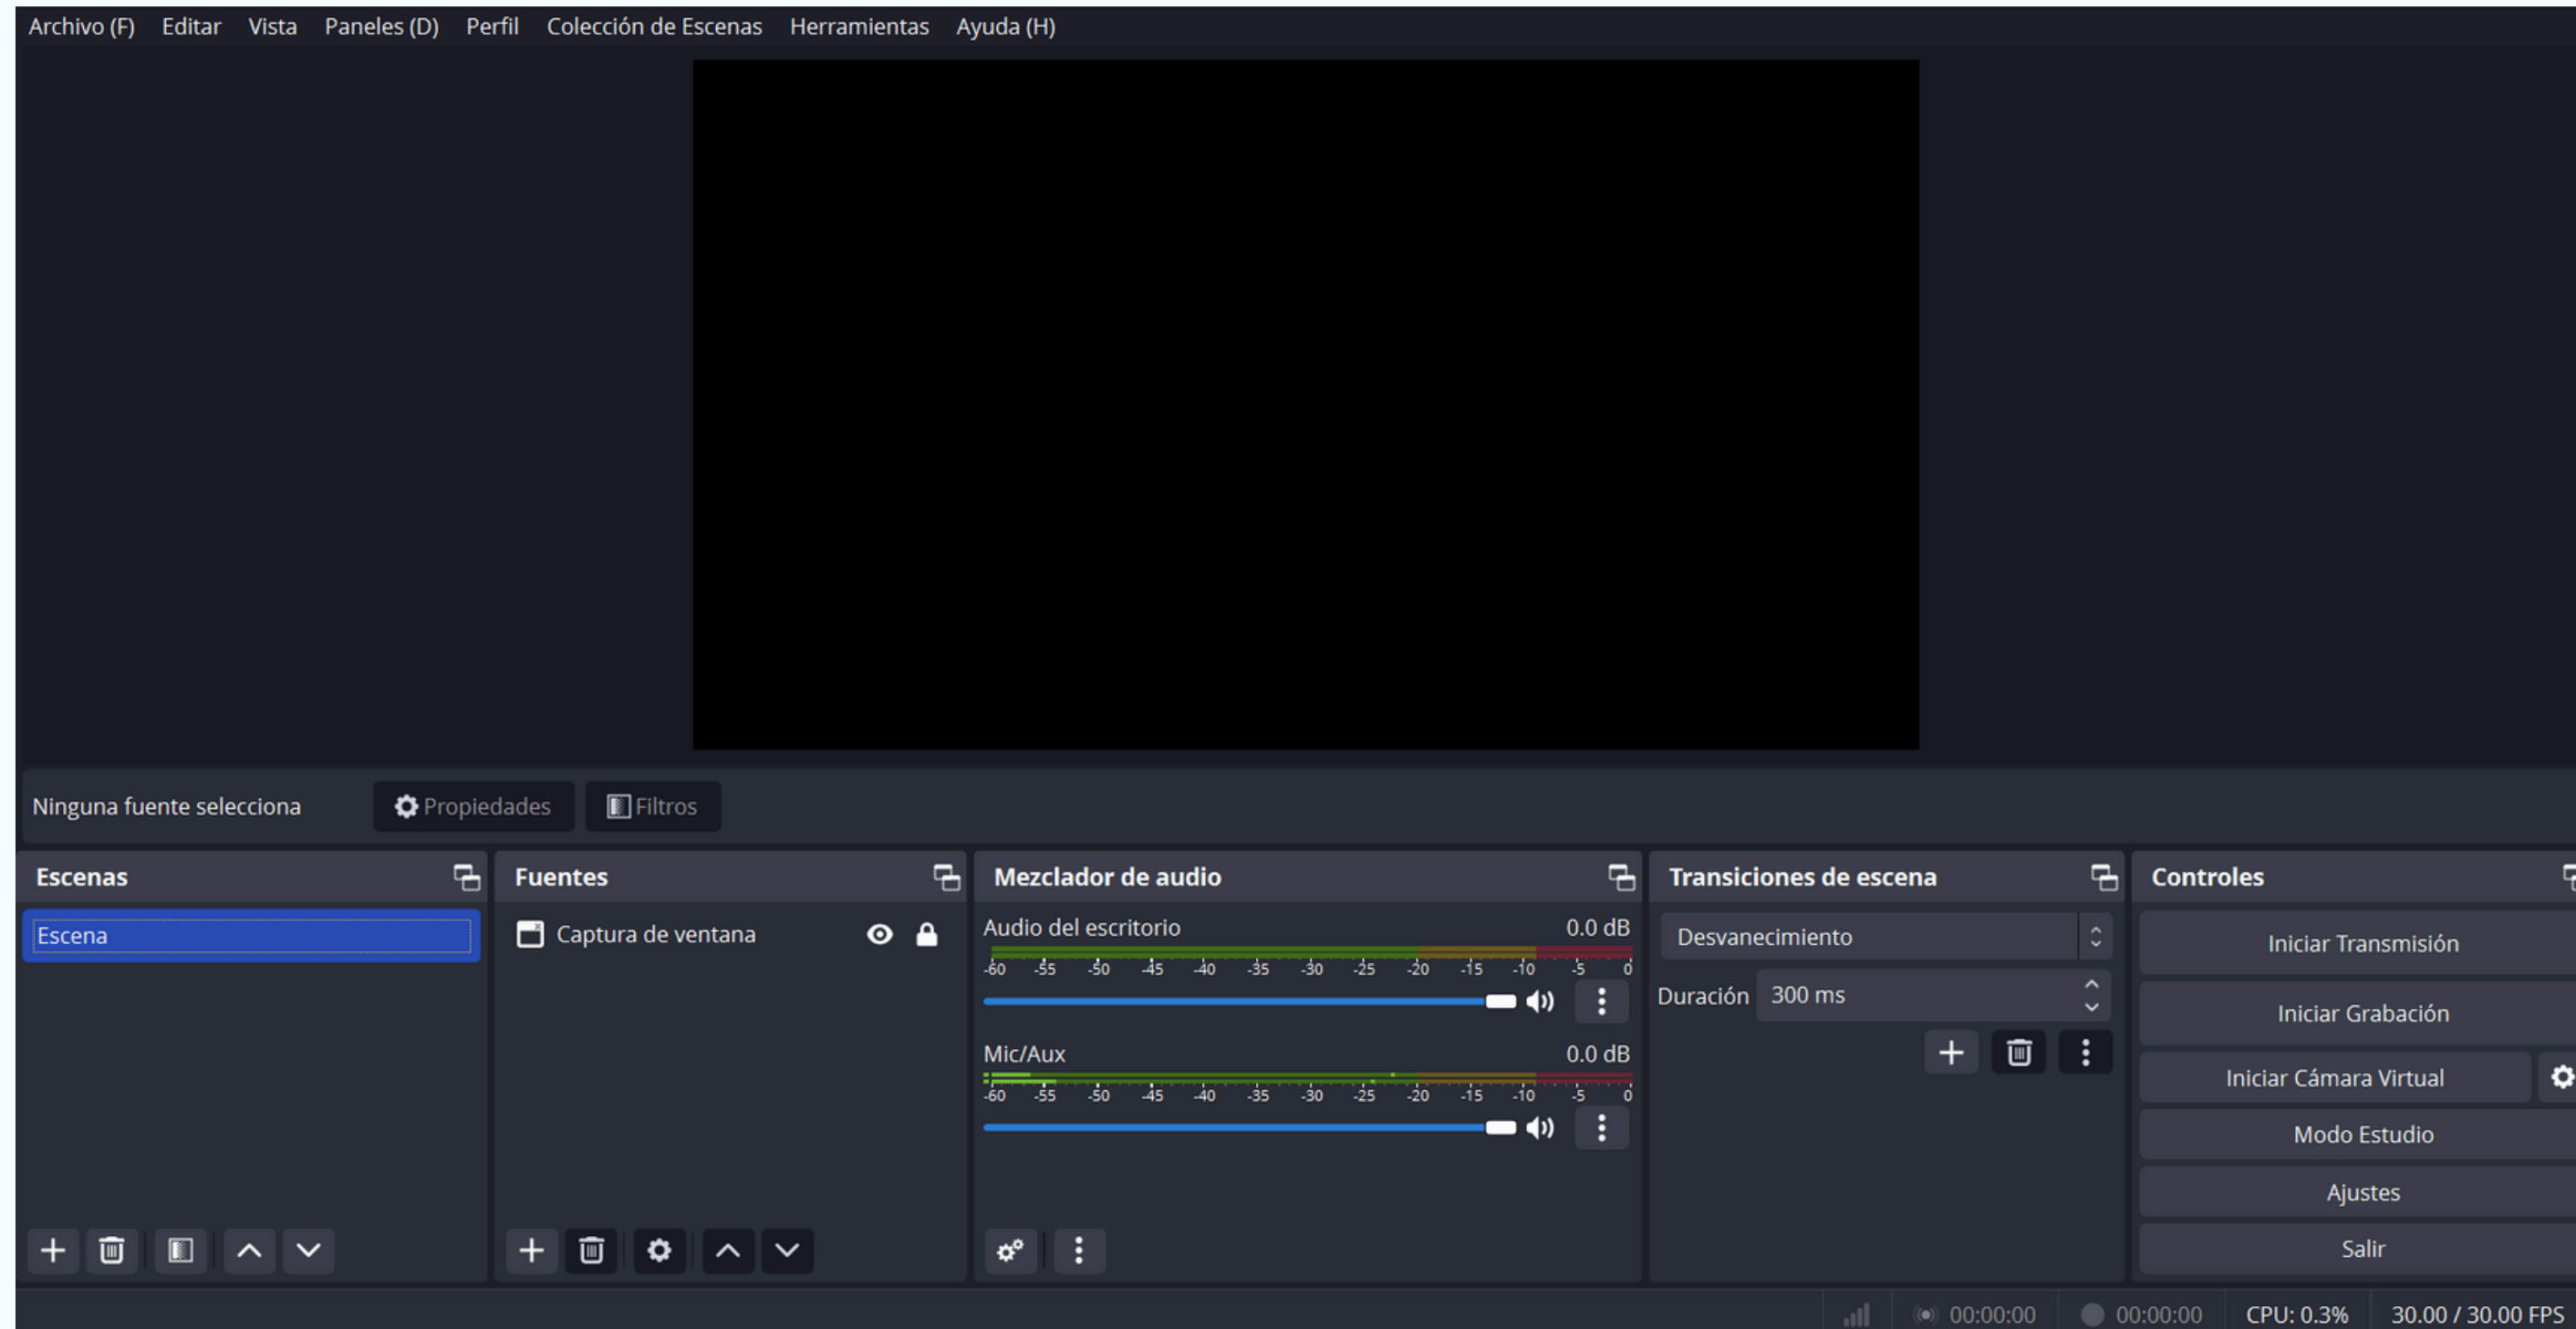 Archivo (F) Editar Vista Paneles (D) Perfil Colección de Escenas Herramientas Ayuda (H)
Ninguna fuente selecciona Propiedades Filtros
Escenas
Escena
Fuentes
Captura de ventana
Mezclador de audio
Audio del escritorio 0.0 dB
-60 -55 -50 -45 -40 -35 -30 -25 -20 -15 -10 -5 0
Mic/Aux 0.0 dB
-60 -55 -50 -45 -40 -35 -30 -25 -20 -15 -10 -5 0
Transiciones de escena
Desvanecimiento
Duración 300 ms
Controles
Iniciar Transmisión
Iniciar Grabación
Iniciar Cámara Virtual
Modo Estudio
Ajustes
Salir
00:00:00 00:00:00 CPU: 0.3% 30.00 / 30.00 FPS